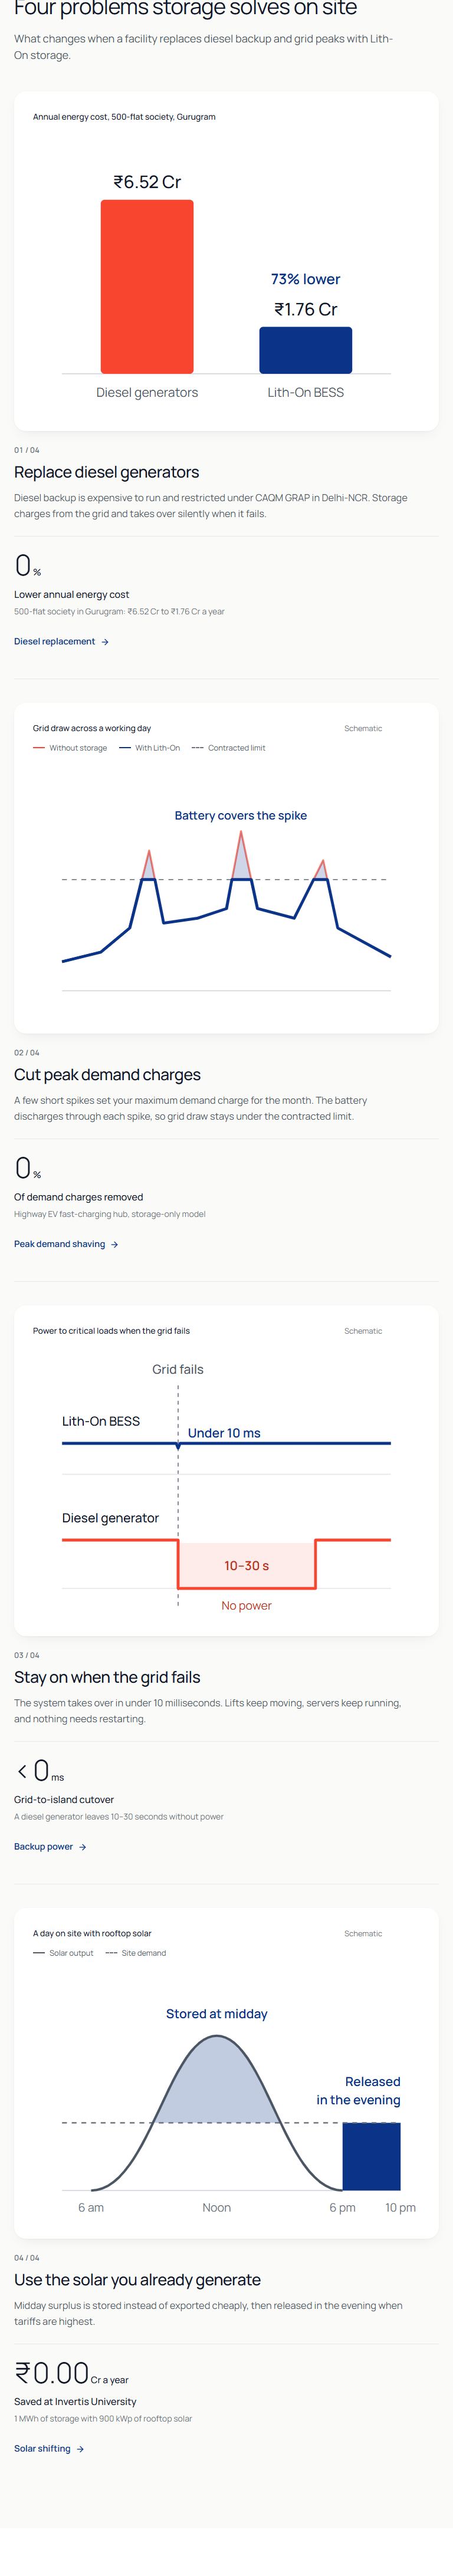 Four problems storage solves on site
What changes when a facility replaces diesel backup and grid peaks with Lith-
On storage.
Annual energy cost, 500-flat society, Gurugram
₹6.52 Cr
73% lower
₹1.76 Cr
Diesel generators
Lith-On BESS
01 / 04
Replace diesel generators
Diesel backup is expensive to run and restricted under CAQM GRAP in Delhi-NCR. Storage
charges from the grid and takes over silently when it fails.
0%
Lower annual energy cost
500-flat society in Gurugram: ₹6.52 Cr to ₹1.76 Cr a year
Diesel replacement →
Grid draw across a working day
Schematic
Without storage
With Lith-On
Contracted limit
Battery covers the spike
02 / 04
Cut peak demand charges
A few short spikes set your maximum demand charge for the month. The battery
discharges through each spike, so grid draw stays under the contracted limit.
0%
Of demand charges removed
Highway EV fast-charging hub, storage-only model
Peak demand shaving →
Power to critical loads when the grid fails
Schematic
Grid fails
Lith-On BESS
Under 10 ms
Diesel generator
10–30 s
No power
03 / 04
Stay on when the grid fails
The system takes over in under 10 milliseconds. Lifts keep moving, servers keep running,
and nothing needs restarting.
<0 ms
Grid-to-island cutover
A diesel generator leaves 10–30 seconds without power
Backup power →
A day on site with rooftop solar
Schematic
Solar output
Site demand
Stored at midday
Released
in the evening
6 am
Noon
6 pm
10 pm
04 / 04
Use the solar you already generate
Midday surplus is stored instead of exported cheaply, then released in the evening when
tariffs are highest.
₹0.00 Cr a year
Saved at Invertis University
1 MWh of storage with 900 kWp of rooftop solar
Solar shifting →